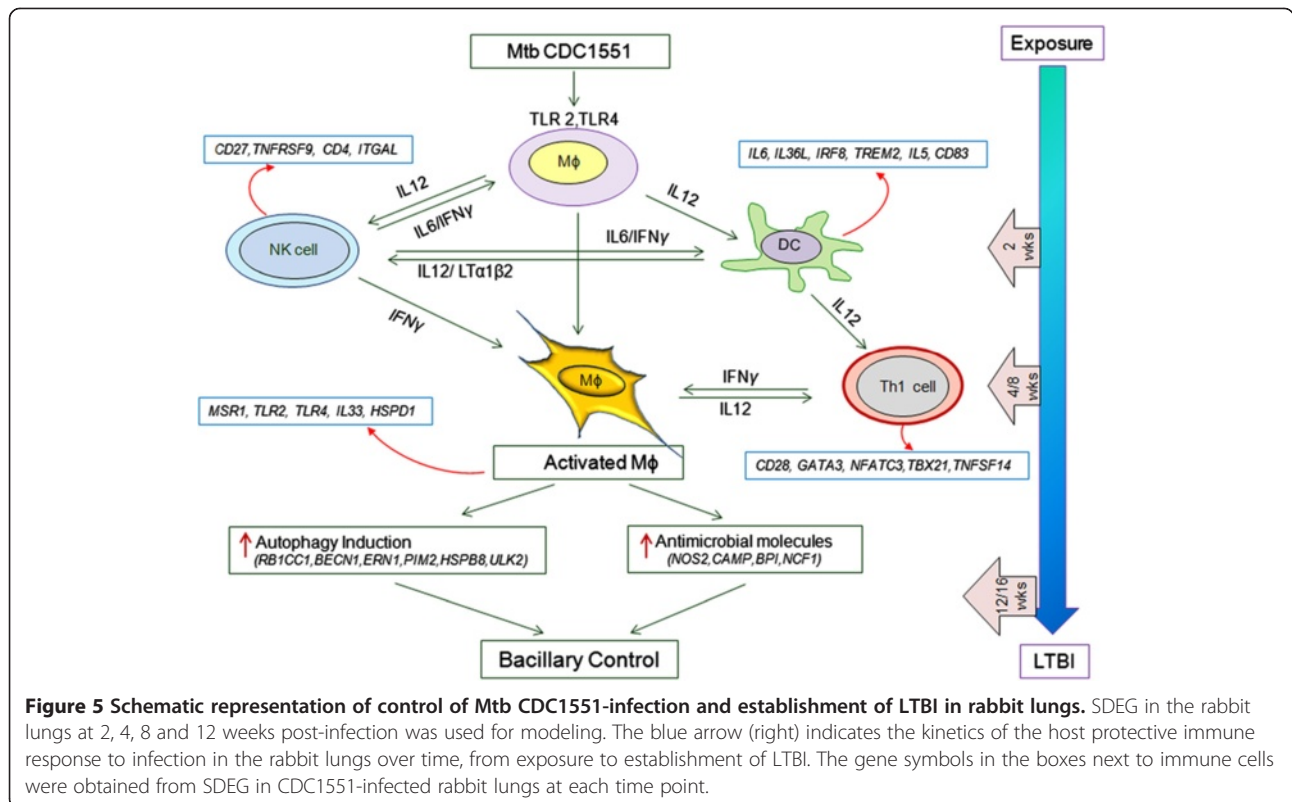 Mtb CDC1551
Exposure
TLR 2,TLR4
CD27,TNFRSF9, CD4, ITGAL
IL6, IL36L, IRF8, TREM2, IL5, CD83
Mϕ
IL12
IL6/IFNγ
IL12
NK cell
IL6/IFNγ
IL12/ LTα1β2
DC
2
wks
IFNγ
IL12
Mϕ
IFNγ
IL12
Th1 cell
4/8
wks
MSR1, TLR2, TLR4, IL33, HSPD1
Activated Mϕ
CD28, GATA3, NFATC3,TBX21,TNFSF14
Autophagy Induction
(RB1CC1,BECN1,ERN1,PIM2,HSPB8,ULK2)
Antimicrobial molecules
(NOS2,CAMP,BPI,NCF1)
12/16
wks
Bacillary Control
LTBI
Figure 5 Schematic representation of control of Mtb CDC1551-infection and establishment of LTBI in rabbit lungs. SDEG in the rabbit
lungs at 2, 4, 8 and 12 weeks post-infection was used for modeling. The blue arrow (right) indicates the kinetics of the host protective immune
response to infection in the rabbit lungs over time, from exposure to establishment of LTBI. The gene symbols in the boxes next to immune cells
were obtained from SDEG in CDC1551-infected rabbit lungs at each time point.